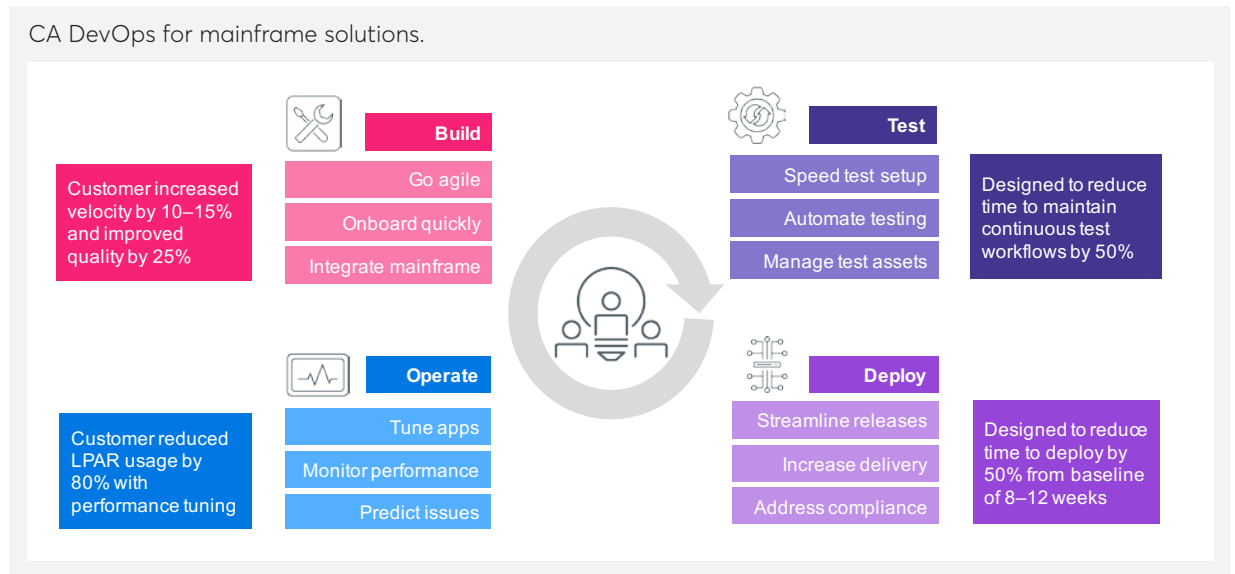 CA DevOps for mainframe solutions.
Build
Go agile
Onboard quickly
Integrate mainframe
Customer increased
velocity by 10–15%
and improved
quality by 25%
Test
Speed test setup
Automate testing
Manage test assets
Designed to reduce
time to maintain
continuous test
workflows by 50%
Operate
Tune apps
Monitor performance
Predict issues
Customer reduced
LPAR usage by
80% with
performance tuning
Deploy
Streamline releases
Increase delivery
Address compliance
Designed to reduce
time to deploy by
50% from baseline
of 8–12 weeks